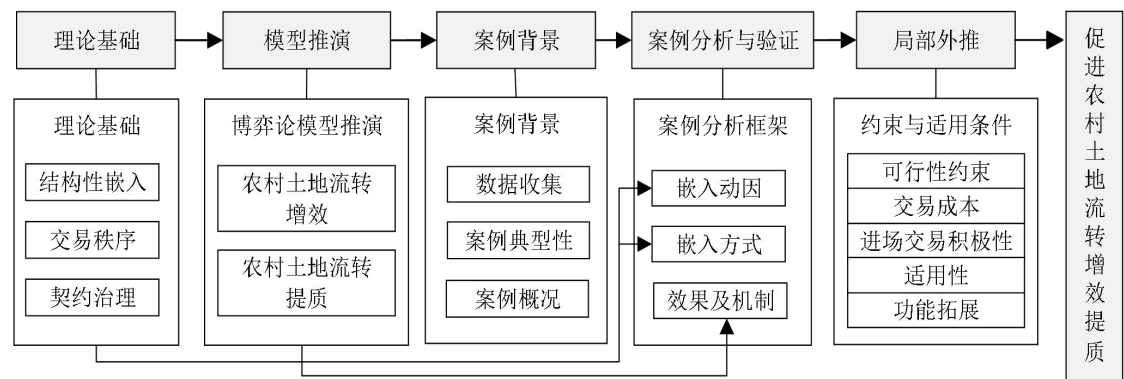 理论基础
模型推演
案例背景
案例分析与验证
局部外推
理论基础
结构性嵌入
交易秩序
契约治理
博弈论模型推演
农村土地流转
增效
农村土地流转
提质
案例背景
数据收集
案例典型性
案例概况
案例分析框架
嵌入动因
嵌入方式
效果及机制
约束与适用条件
可行性约束
交易成本
进场交易积极性
适用性
功能拓展
促进农村土地流转增效提质